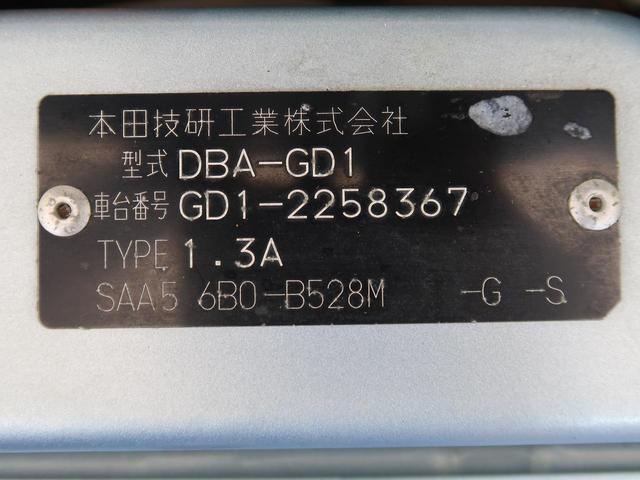 本田技研工業株式会社
型式 DBA-GD1
車台番号 GD1-2258367
TYPE 1.3A
SAA5 6B0-B528M -G -S